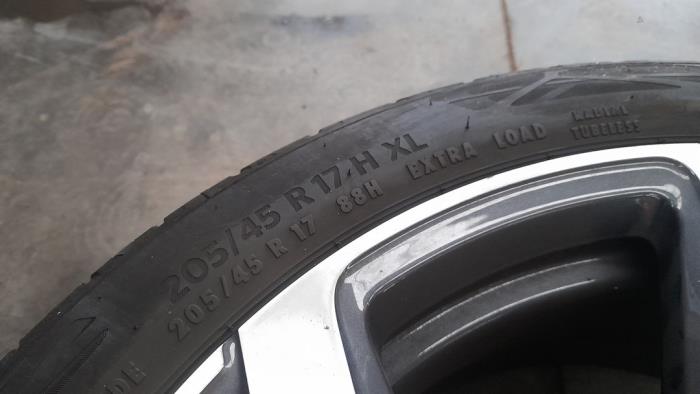 205/45 R 17 H XL
205/45 R 17 88H EXTRA LOAD RADIAL
TUBELESS